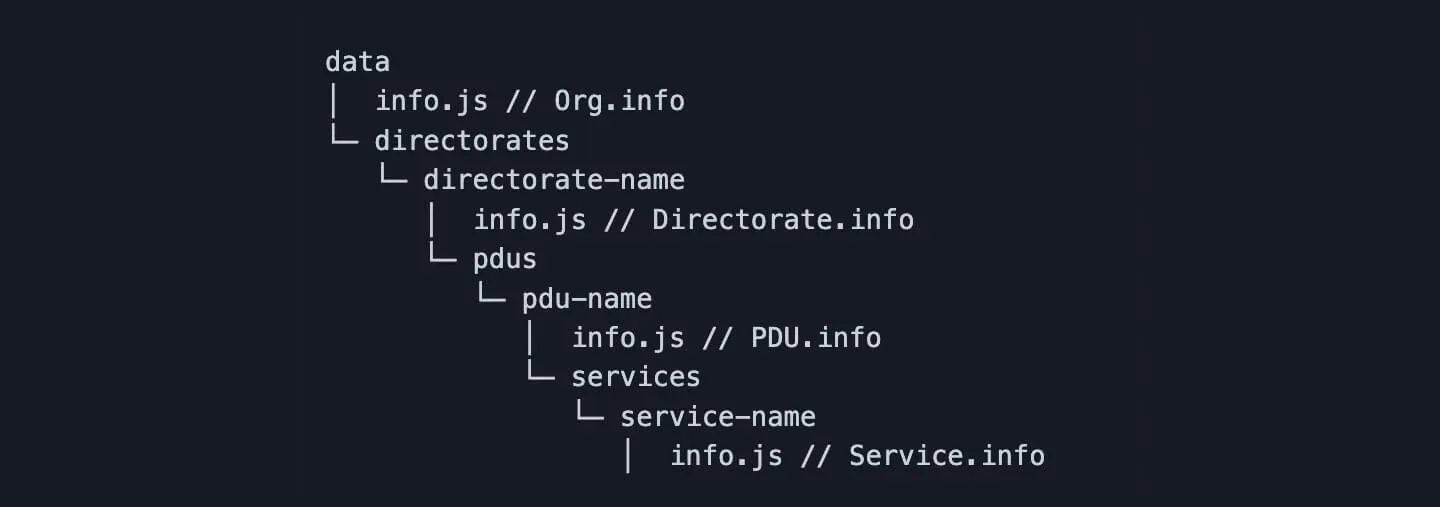 data
│  info.js // Org.info
└─ directorates
   └─ directorate-name
      │  info.js // Directorate.info
      └─ pdus
         └─ pdu-name
            │  info.js // PDU.info
            └─ services
               └─ service-name
                  │  info.js // Service.info